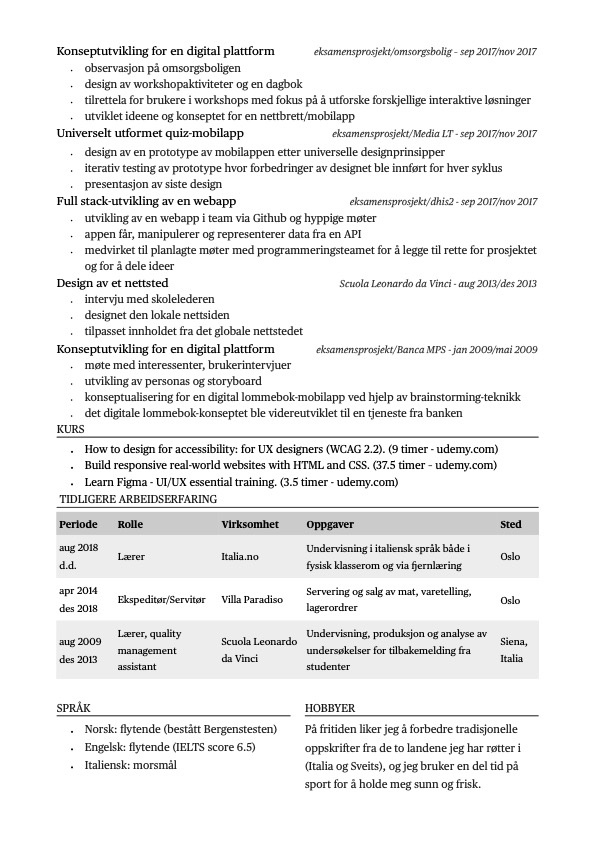 Konseptutvikling for en digital plattform eksamensprosjekt/omsorgsbolig - sep 2017/nov 2017
. observasjon på omsorgsboligen
. design av workshopaktiviteter og en dagbok
. tilrettela for brukere i workshops med fokus på å utforske forskjellige interaktive løsninger
. utviklet ideene og konseptet for en nettbrett/mobilapp
Universelt utformet quiz-mobilapp eksamensprosjekt/Media LT - sep 2017/nov 2017
. design av en prototype av mobilappen etter universelle designprinsipper
. iterativ testing av prototype hvor forbedringer av designet ble innført for hver syklus
. presentasjon av siste design
Full stack-utvikling av en webapp eksamensprosjekt/dhis2 - sep 2017/nov 2017
. utvikling av en webapp i team via Github og hyppige møter
. appen får, manipulerer og representerer data fra en API
. medvirket til planlagte møter med programmeringsteamet for å legge til rette for prosjektet
og for å dele ideer
Design av et nettsted Scuola Leonardo da Vinci - aug 2013/des 2013
. intervju med skolelederen
. designet den lokale nettsiden
. tilpasset innholdet fra det globale nettstedet
Konseptutvikling for en digital plattform eksamensprosjekt/Banca MPS - jan 2009/mai 2009
. møte med interessenter, brukerintervjuer
. utvikling av personas og storyboard
. konseptualisering for en digital lommebok-mobilapp ved hjelp av brainstorming-teknikk
. det digitale lommebok-konseptet ble videreutviklet til en tjeneste fra banken
KURS
. How to design for accessibility: for UX designers (WCAG 2.2). (9 timer - udemy.com)
. Build responsive real-world websites with HTML and CSS. (37.5 timer - udemy.com)
. Learn Figma - UI/UX essential training. (3.5 timer - udemy.com)
TIDLIGERE ARBEIDSERFARING
Periode Rolle Virksomhet Oppgaver Sted
aug 2018
d.d.
Lærer
Italia.no
Undervisning i italiensk språk både i
fysisk klasserom og via fjernlæring
Oslo
apr 2014
des 2018
Ekspeditør/Servitør
Villa Paradiso
Servering og salg av mat, varetelling,
lagerordrer
Oslo
aug 2009
des 2013
Lærer, quality
management
assistant
Scuola Leonardo
da Vinci
Undervisning, produksjon og analyse av
undersøkelser for tilbakemelding fra
studenter
Siena,
Italia
SPRÅK
. Norsk: flytende (bestått Bergenstesten)
. Engelsk: flytende (IELTS score 6.5)
. Italiensk: morsmål
HOBBYER
På fritiden liker jeg å forbedre tradisjonelle
oppskrifter fra de to landene jeg har røtter i
(Italia og Sveits), og jeg bruker en del tid på
sport for å holde meg sunn og frisk.